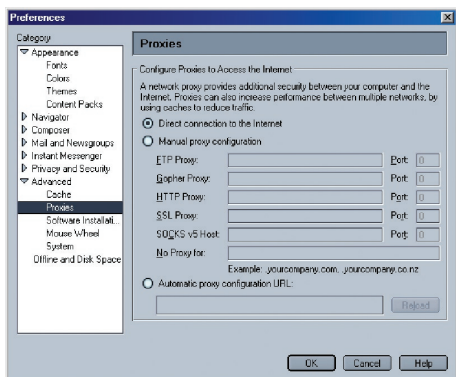 Preferences
Category
Appearance
Fonts
Colors
Themes
Content Packs
Navigator
Composer
Mail and Newsgroups
Instant Messenger
Privacy and Security
Advanced
Cache
Proxies
Software Installati...
Mouse Wheel
System
Offline and Disk Space
Proxies
Configure Proxies to Access the Internet
A network proxy provides additional security between your computer and the
Internet. Proxies can also increase performance between multiple networks, by
using caches to reduce traffic.
Direct connection to the Internet
Manual proxy configuration
FTP Proxy: Port: 0
Gopher Proxy: Port: 0
HTTP Proxy: Port: 0
SSL Proxy: Port: 0
SOCKS v5 Host: Port: 0
No Proxy for:
Example: .yourcompany.com, .yourcompany.co.nz
Automatic proxy configuration URL:
Reload
OK Cancel Help